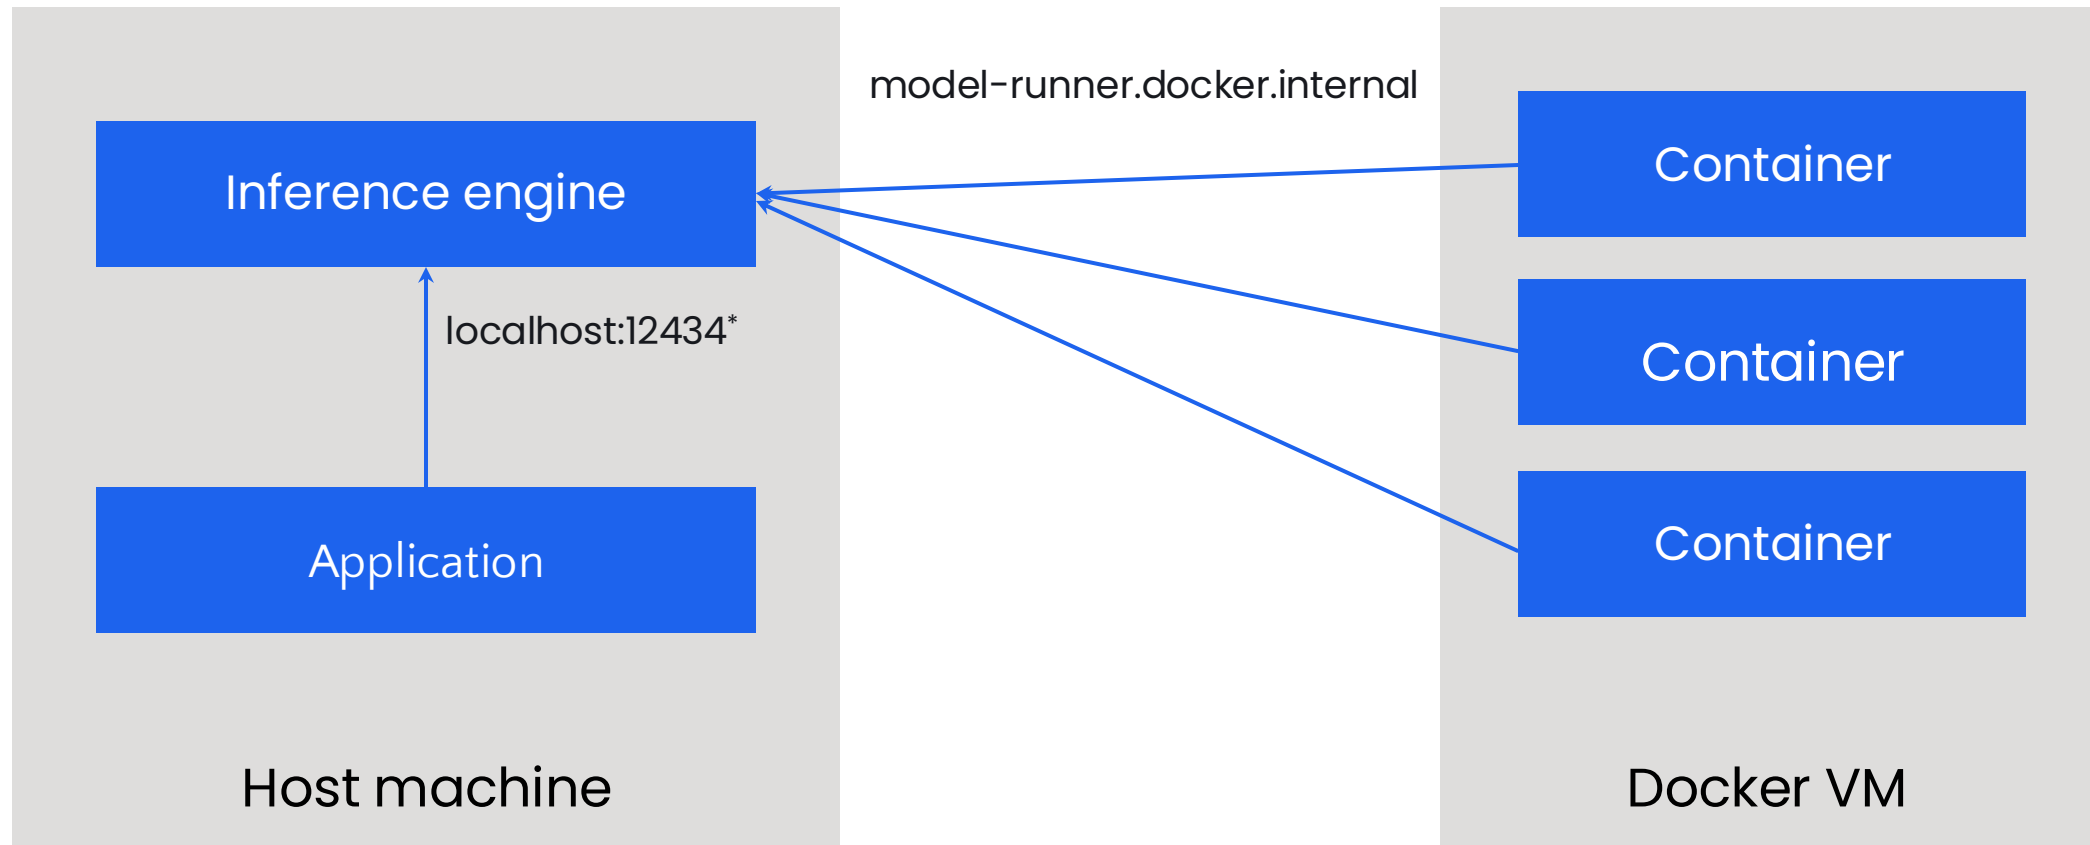 model-runner.docker.internal
Inference engine
localhost:12434*
Application
Host machine
Container
Container
Container
Docker VM